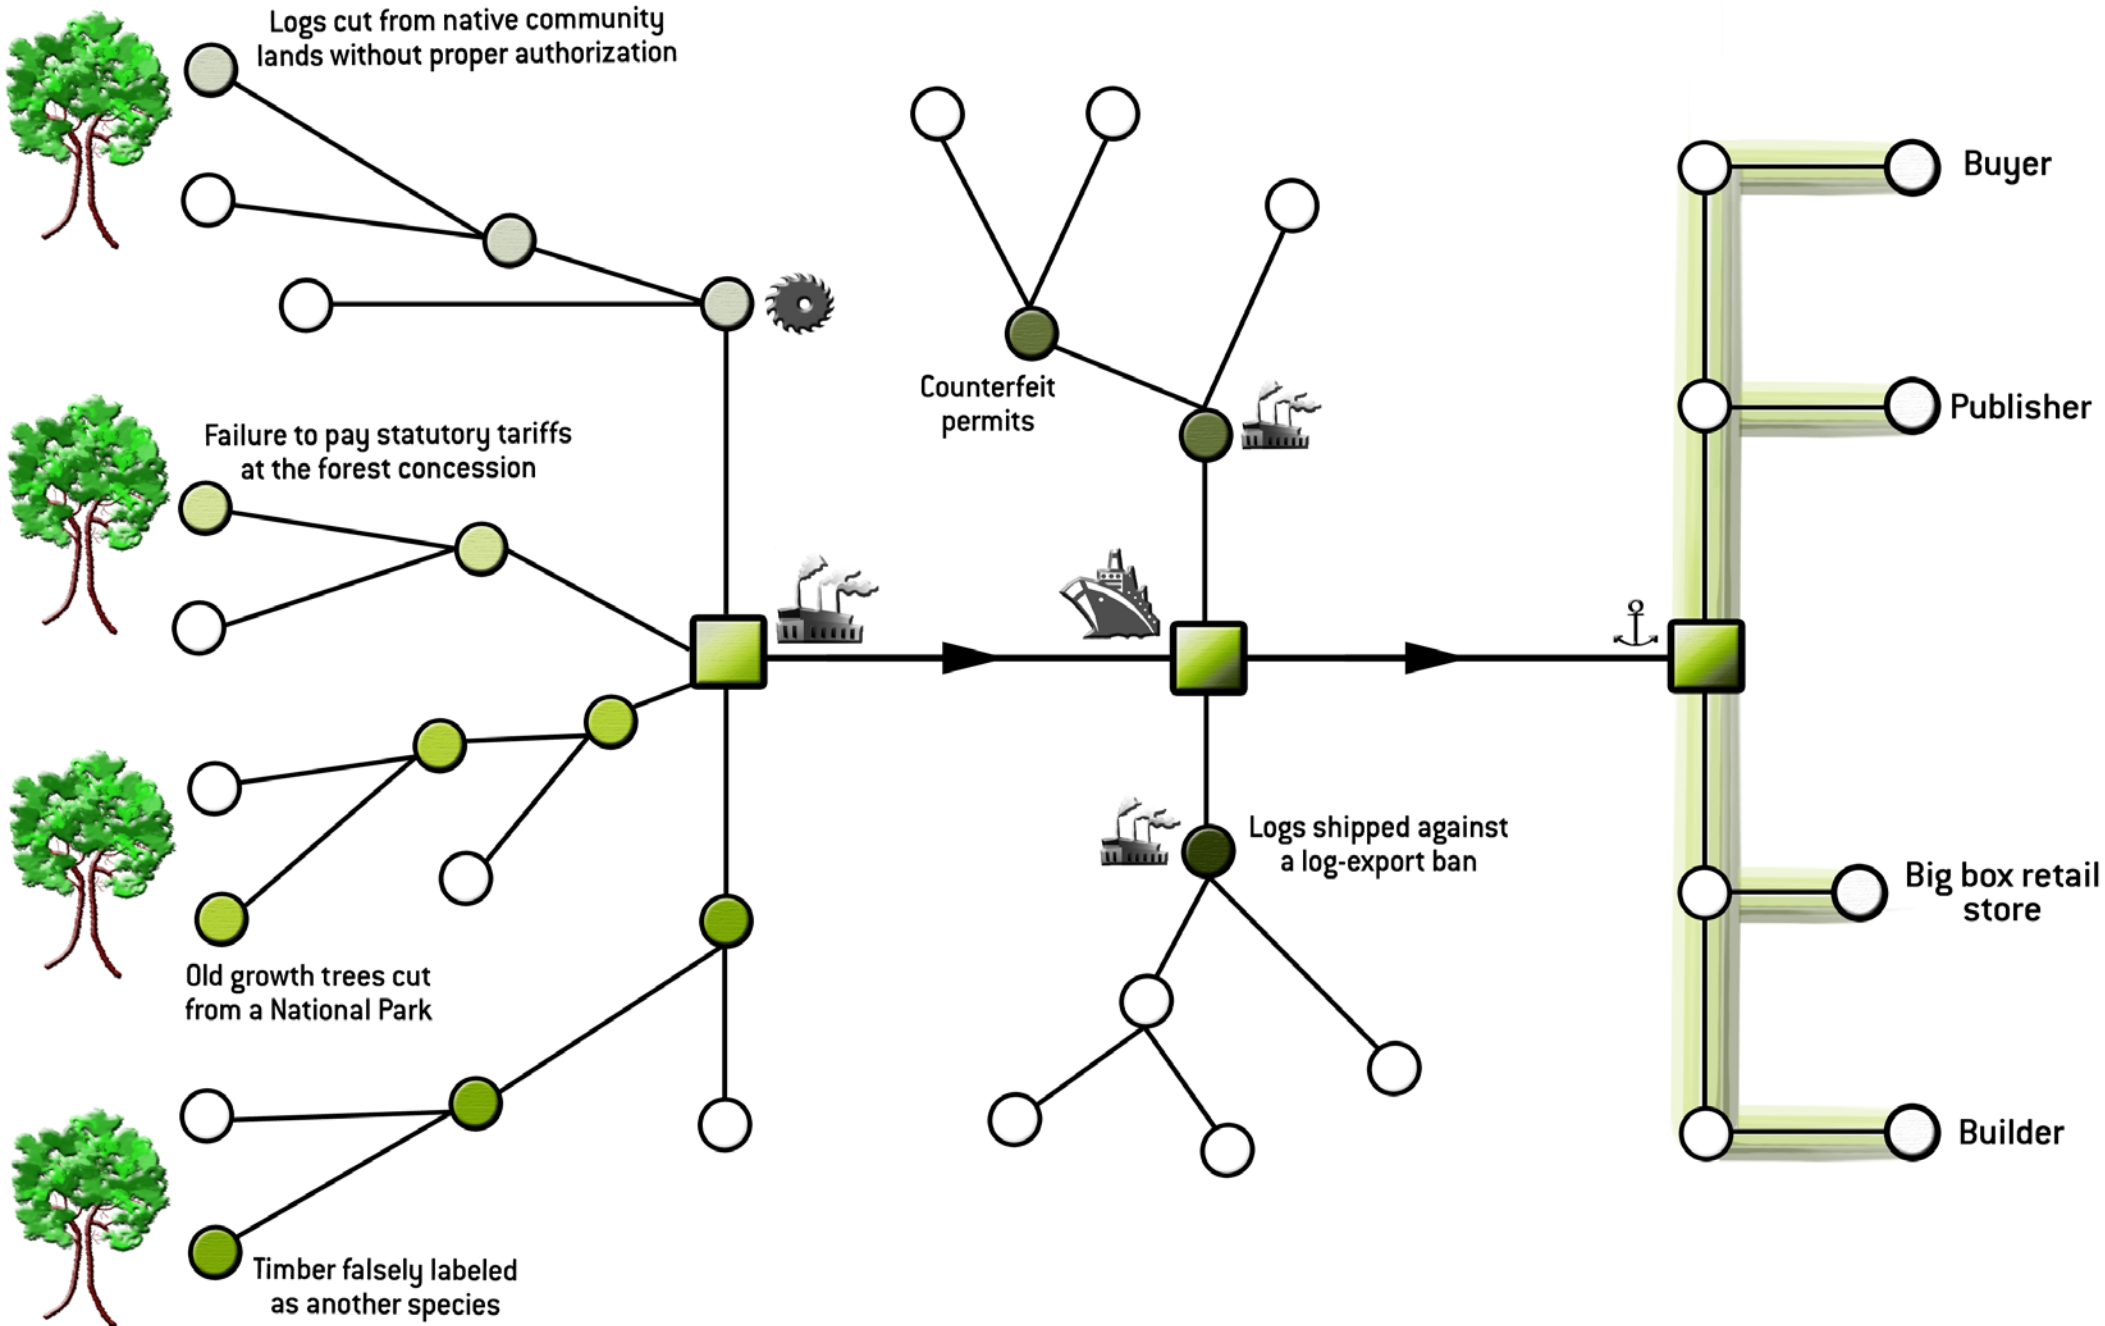 Logs cut from native community
lands without proper authorization
Buyer
Counterfeit
permits
Publisher
Failure to pay statutory tariffs
at the forest concession
Logs shipped against
a log-export ban
Big box retail
store
Old growth trees cut
from a National Park
Builder
Timber falsely labeled
as another species